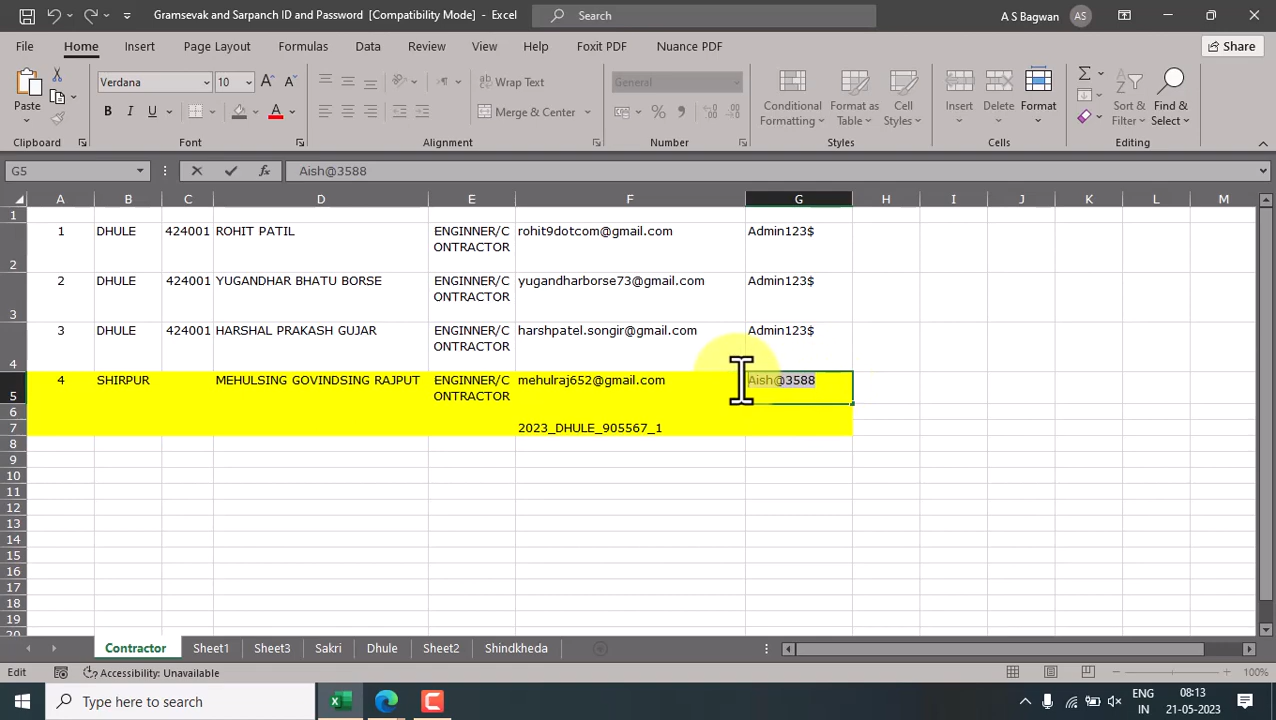 Gramsevak and Sarpanch ID and Password [Compatibility Mode] - Excel
Search
A S Bagwan AS
File Home Insert Page Layout Formulas Data Review View Help Foxit PDF Nuance PDF Share
Paste
Verdana 10
Wrap Text
Merge & Center
General
Conditional Formatting
Format as Table
Cell Styles
Insert Delete Format
Sort & Filter
Find & Select
Clipboard Font Alignment Number Styles Cells Editing
G5 fx Aish@3588
A B C D E F G H I J K L M
1
2 1 DHULE 424001 ROHIT PATIL ENGINNER/CONTRACTOR rohit9dotcom@gmail.com Admin123$
3 2 DHULE 424001 YUGANDHAR BHATU BORSE ENGINNER/CONTRACTOR yugandharborse73@gmail.com Admin123$
4 3 DHULE 424001 HARSHAL PRAKASH GUJAR ENGINNER/CONTRACTOR harshpatel.songir@gmail.com Admin123$
5 4 SHIRPUR MEHULSING GOVINDSING RAJPUT ENGINNER/CONTRACTOR mehulraj652@gmail.com Aish@3588
6
7 2023_DHULE_905567_1
8
9
10
11
12
13
14
15
16
17
18
19
20
Contractor Sheet1 Sheet3 Sakri Dhule Sheet2 Shindkheda
Edit Accessibility: Unavailable 100%
Type here to search
ENG IN
08:13
21-05-2023